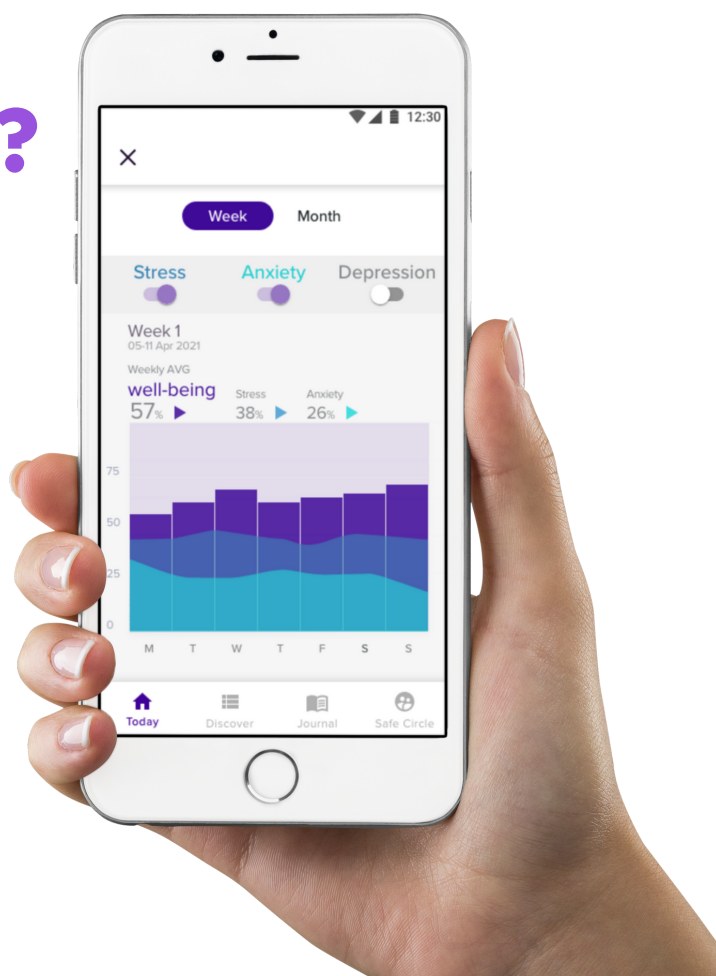 ?
12:30
Week Month
Stress Anxiety Depression
Week 1
05-11 Apr 2021
Weekly AVG
well-being Stress Anxiety
57% 38% 26%
75
50
25
0
M T W T F S S
Today Discover Journal Safe Circle